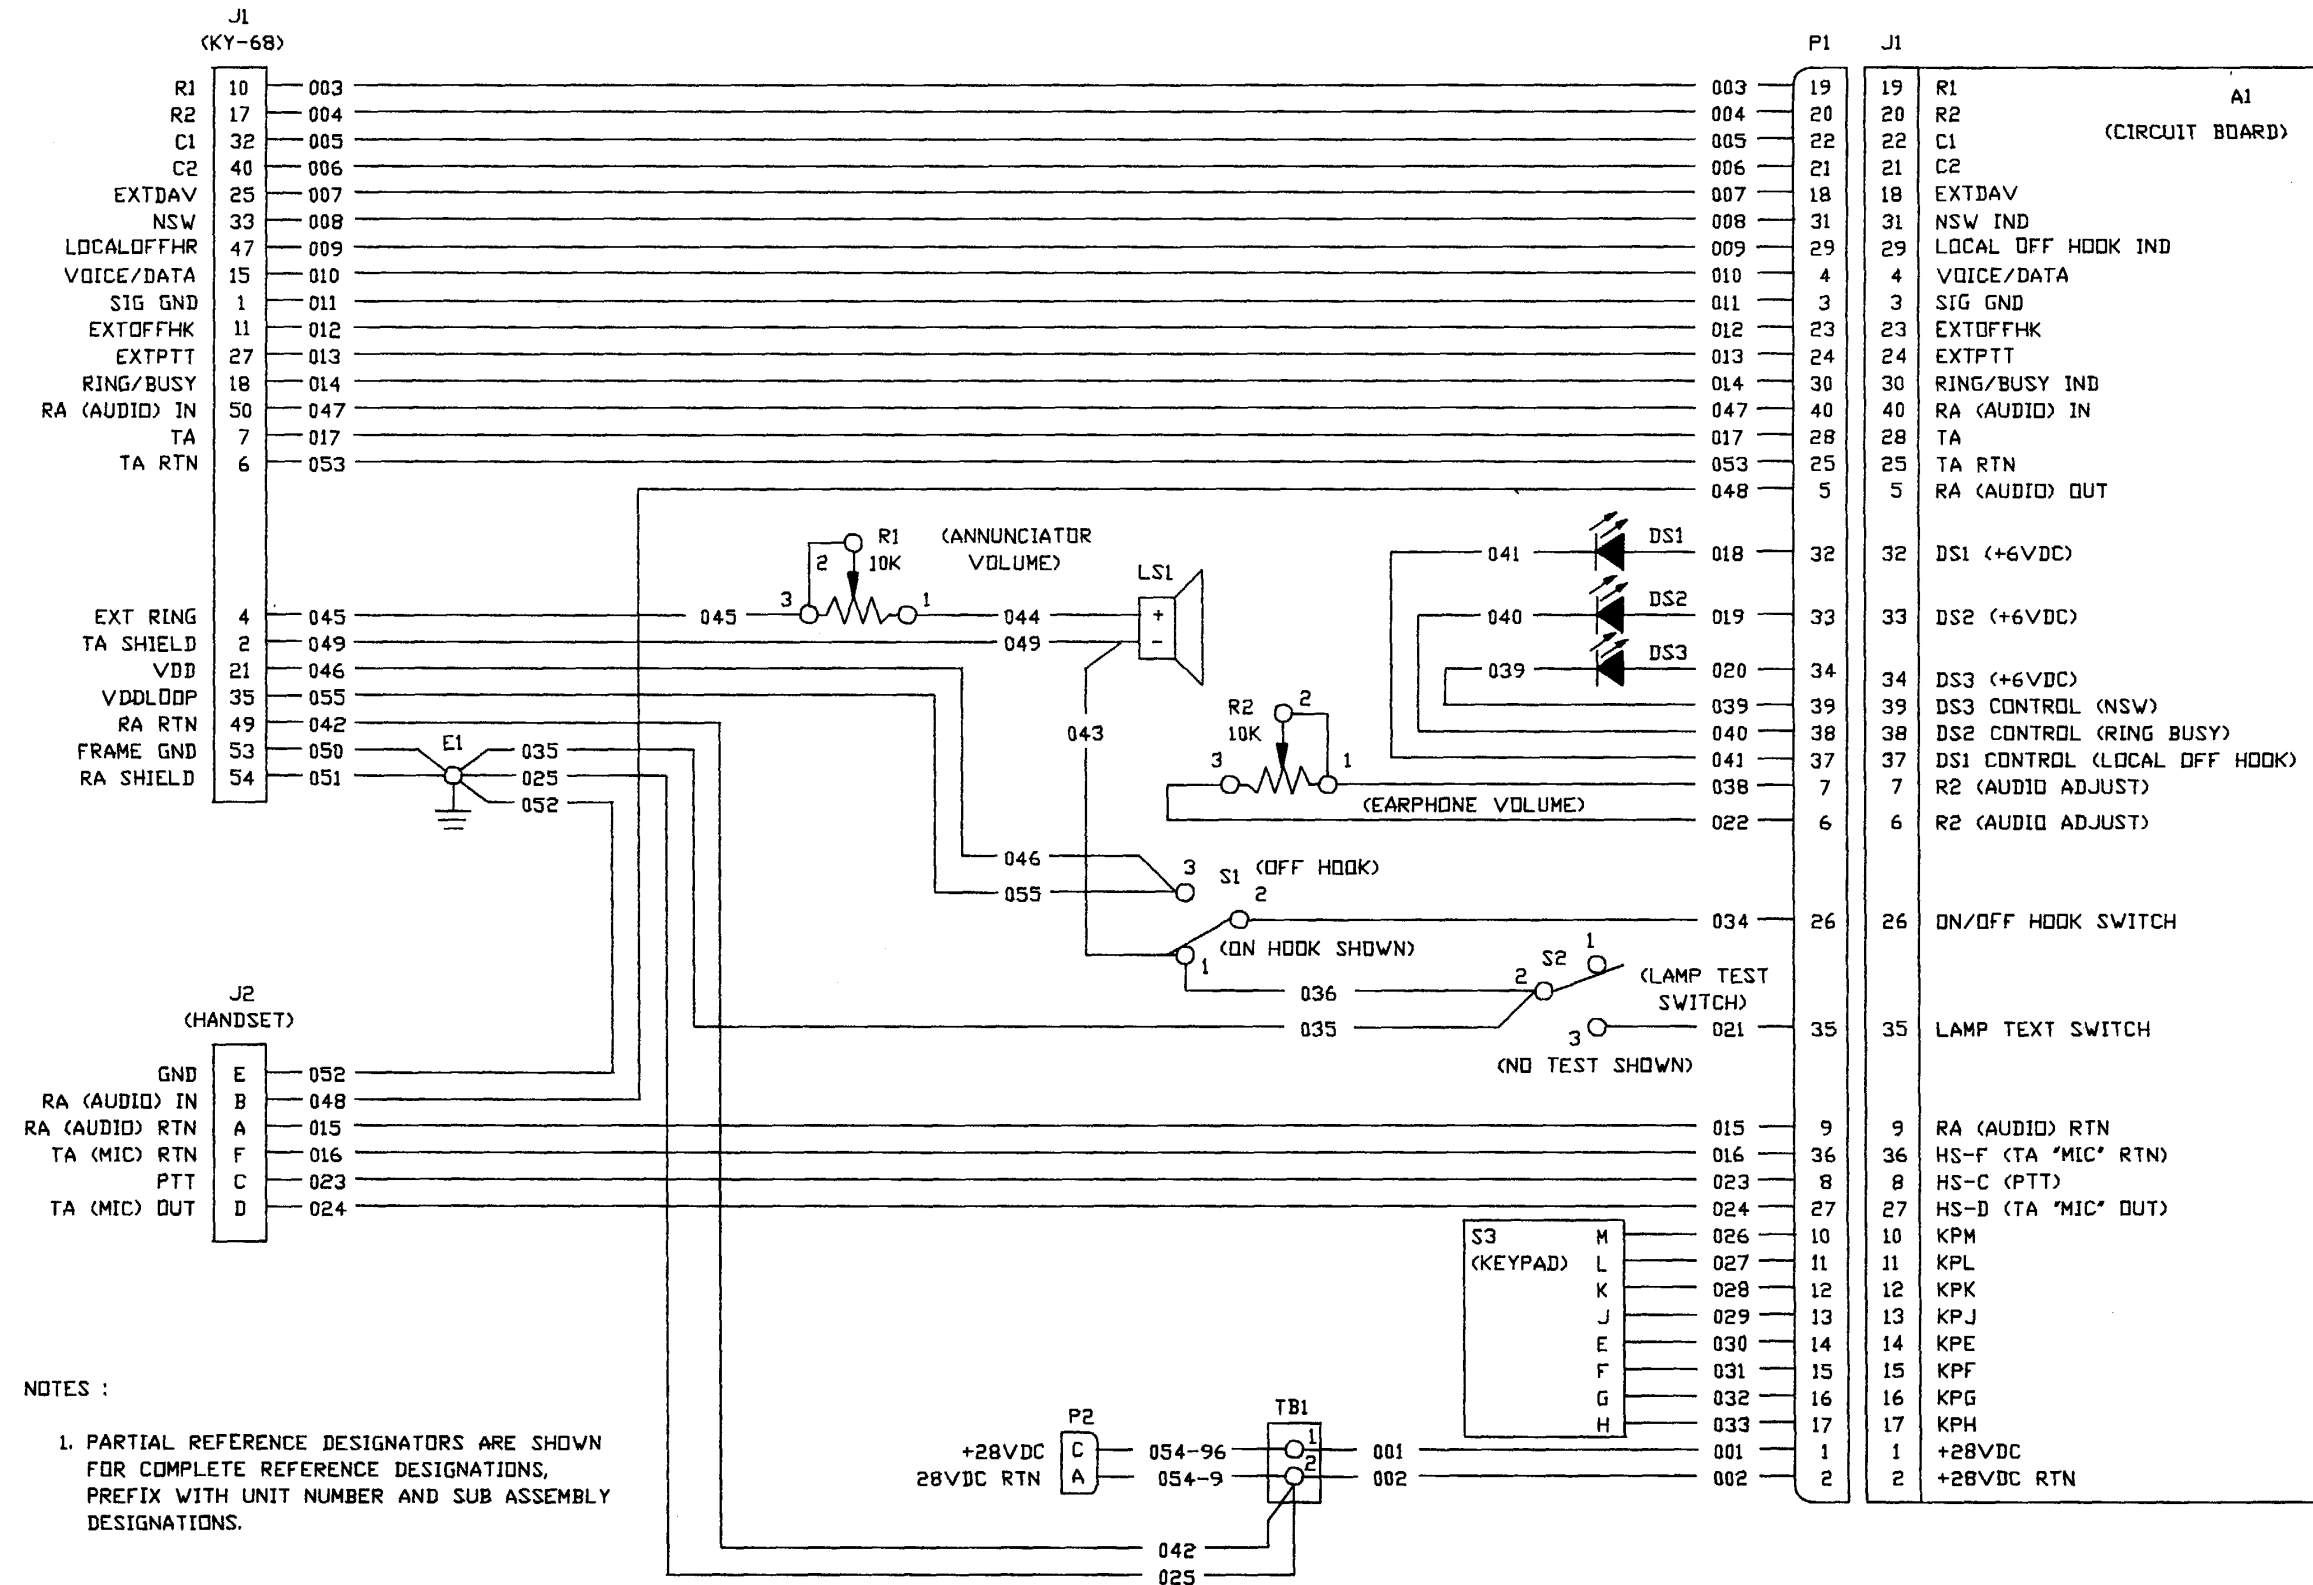 J1
(KY-68)
P1 J1
R1 10 003 003 19 19 R1
A1
R2 17 004 004 20 20 R2
(CIRCUIT BOARD)
C1 32 005 005 22 22 C1
C2 40 006 006 21 21 C2
EXTDAV 25 007 007 18 18 EXTDAV
NSW 33 008 008 31 31 NSW IND
LOCALOFFHR 47 009 009 29 29 LOCAL OFF HOOK IND
VOICE/DATA 15 010 010 4 4 VOICE/DATA
SIG GND 1 011 011 3 3 SIG GND
EXTOFFHK 11 012 012 23 23 EXTOFFHK
EXTPTT 27 013 013 24 24 EXTPTT
RING/BUSY 18 014 014 30 30 RING/BUSY IND
RA (AUDIO) IN 50 047 047 40 40 RA (AUDIO) IN
TA 7 017 017 28 28 TA
TA RTN 6 053 053 25 25 TA RTN
048 5 5 RA (AUDIO) OUT
R1 (ANNUNCIATOR
2 10K VOLUME)
DS1
041 018 32 32 DS1 (+6VDC)
LS1
DS2
3 1
EXT RING 4 045 045 044 + 040 019 33 33 DS2 (+6VDC)
TA SHIELD 2 049 049 -
DS3
VDD 21 046 039 020 34 34 DS3 (+6VDC)
VDDLOOP 35 055 R2 2 039 39 39 DS3 CONTROL (NSW)
RA RTN 49 042 043 10K 040 38 38 DS2 CONTROL (RING BUSY)
FRAME GND 53 050 E1 035 3 1 041 37 37 DS1 CONTROL (LOCAL OFF HOOK)
RA SHIELD 54 051 025 038 7 7 R2 (AUDIO ADJUST)
052 (EARPHONE VOLUME)
022 6 6 R2 (AUDIO ADJUST)
046 3 S1 (OFF HOOK)
055 2
034 26 26 ON/OFF HOOK SWITCH
1 (ON HOOK SHOWN)
S2 1
2 (LAMP TEST
036 SWITCH)
035 3 021 35 35 LAMP TEXT SWITCH
(NO TEST SHOWN)
J2
(HANDSET)
GND E 052
RA (AUDIO) IN B 048
RA (AUDIO) RTN A 015 015 9 9 RA (AUDIO) RTN
TA (MIC) RTN F 016 016 36 36 HS-F (TA "MIC" RTN)
PTT C 023 023 8 8 HS-C (PTT)
TA (MIC) OUT D 024 024 27 27 HS-D (TA "MIC" OUT)
S3 M 026 10 10 KPM
(KEYPAD) L 027 11 11 KPL
K 028 12 12 KPK
J 029 13 13 KPJ
E 030 14 14 KPE
F 031 15 15 KPF
G 032 16 16 KPG
H 033 17 17 KPH
P2 TB1
+28VDC C 054-96 1 001 001 1 1 +28VDC
28VDC RTN A 054-9 2 002 002 2 2 +28VDC RTN
042
025
NOTES :
1. PARTIAL REFERENCE DESIGNATORS ARE SHOWN
FOR COMPLETE REFERENCE DESIGNATIONS,
PREFIX WITH UNIT NUMBER AND SUB ASSEMBLY
DESIGNATIONS.